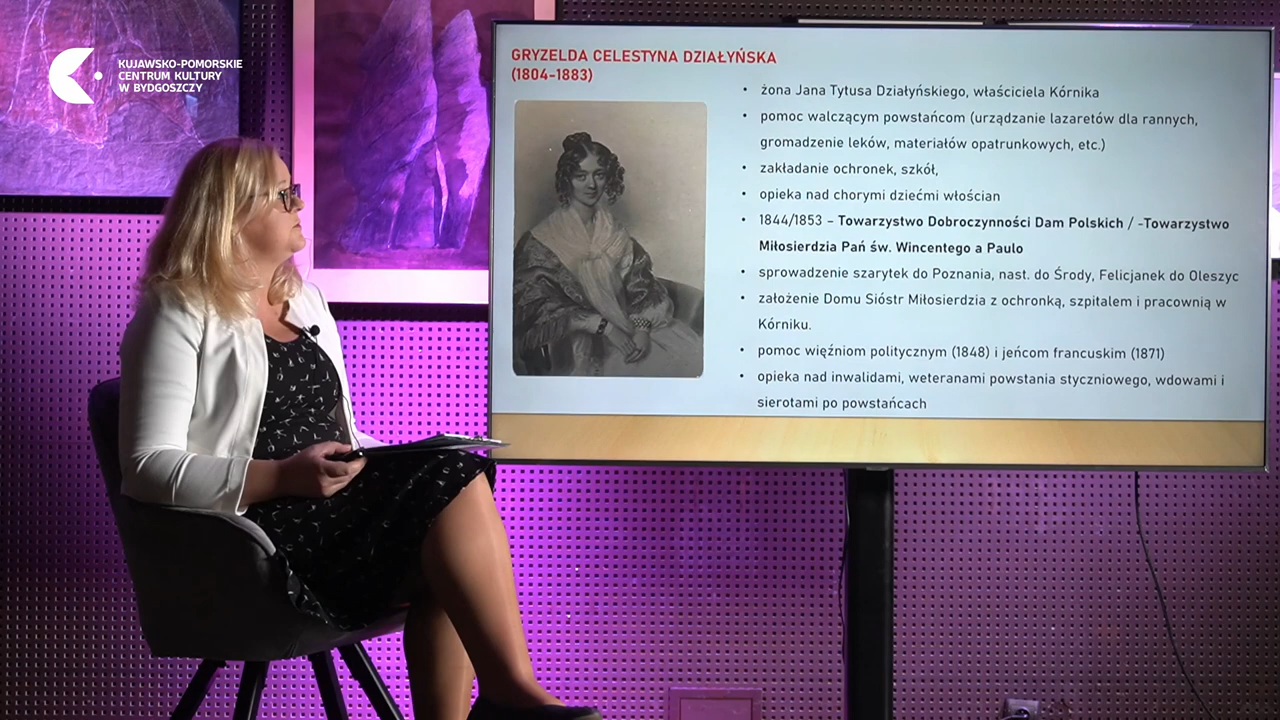 KUJAWSKO-POMORSKIE
CENTRUM KULTURY
W BYDGOSZCZY
GRYZELDA CELESTYNA DZIAŁYŃSKA
(1804-1883)
• żona Jana Tytusa Działyńskiego, właściciela Kórnika
• pomoc walczącym powstańcom (urządzanie lazaretów dla rannych,
gromadzenie leków, materiałów opatrunkowych, etc.)
• zakładanie ochronek, szkół,
• opieka nad chorymi dziećmi włościan
• 1844/1853 – Towarzystwo Dobroczynności Dam Polskich / -Towarzystwo
Miłosierdzia Pań św. Wincentego a Paulo
• sprowadzenie szarytek do Poznania, nast. do Środy, Felicjanek do Oleszyc
• założenie Domu Sióstr Miłosierdzia z ochronką, szpitalem i pracownią w
Kórniku.
• pomoc więźniom politycznym (1848) i jeńcom francuskim (1871)
• opieka nad inwalidami, weteranami powstania styczniowego, wdowami i
sierotami po powstańcach